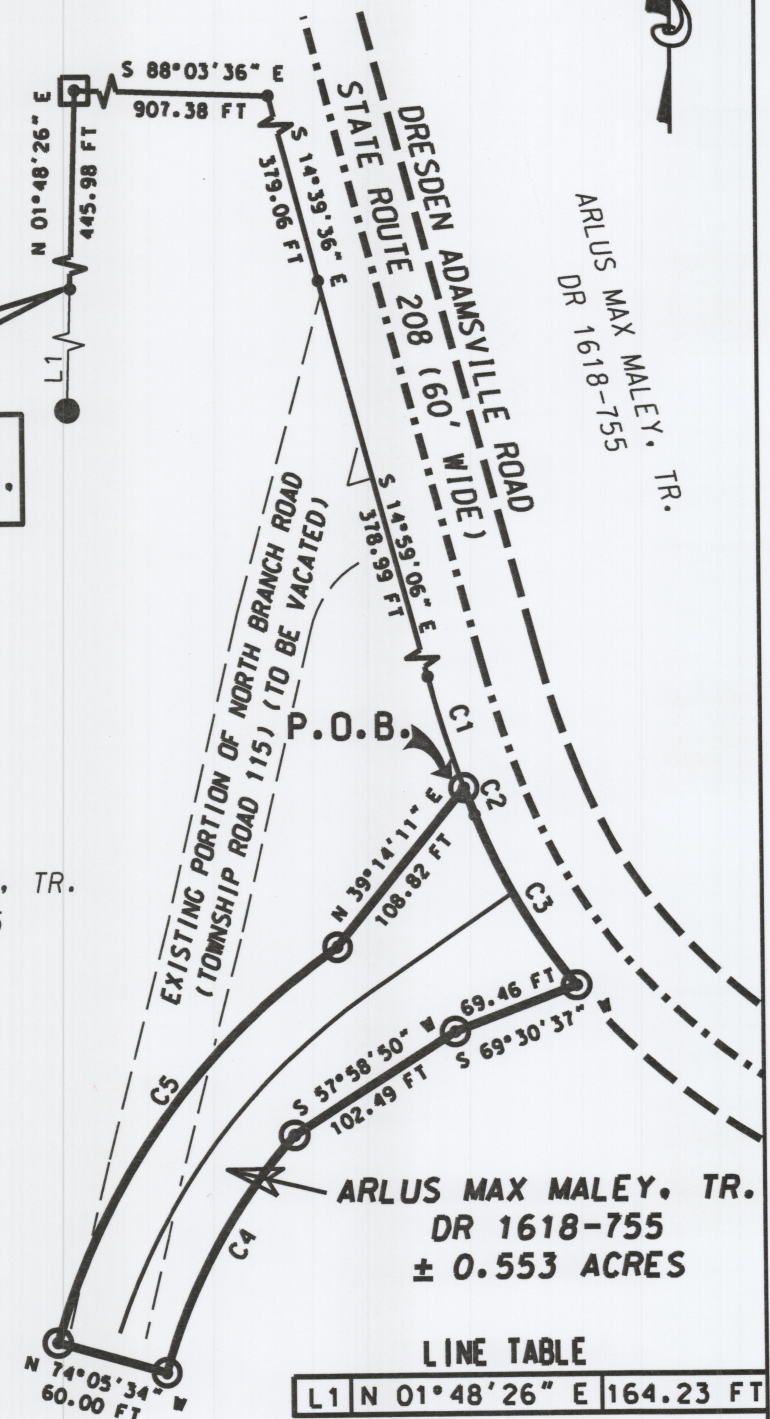 S 88°03'36" E
907.38 FT
N 01°48'26" E
445.98 FT
L1
S 14°39'36" E
379.06 FT
DRESDEN ADAMSVILLE ROAD
STATE ROUTE 208 (60' WIDE)
ARLUS MAX MALEY, TR.
DR 1618-755
S 14°59'06" E
378.99 FT
EXISTING PORTION OF NORTH BRANCH ROAD
(TOWNSHIP ROAD 115) (TO BE VACATED)
C1
P.O.B.
C2
N 39°14'11" E
108.82 FT
C3
TR.
69.46 FT
S 69°30'37" W
S 57°58'50" W
102.49 FT
C5
C4
ARLUS MAX MALEY, TR.
DR 1618-755
± 0.553 ACRES
N 74°05'34" W
60.00 FT
LINE TABLE
L1 N 01°48'26" E 164.23 FT